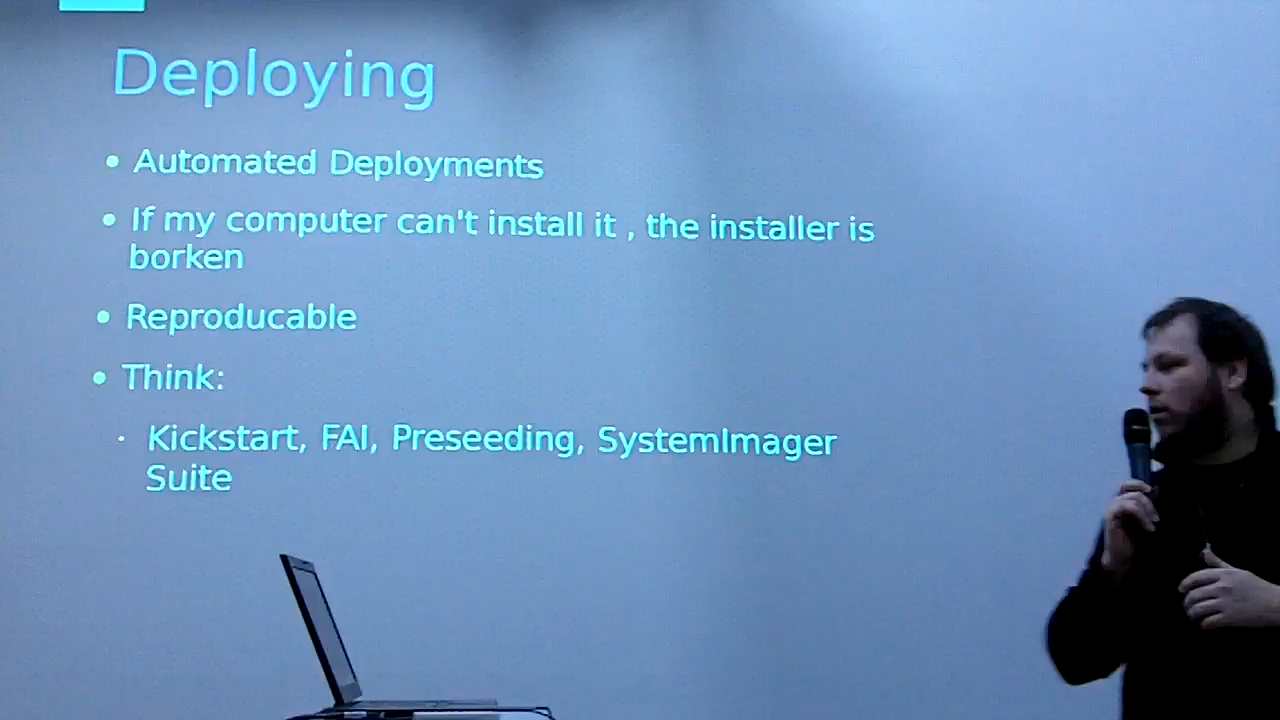 Deploying
• Automated Deployments
• If my computer can't install it , the installer is
borken
• Reproducable
• Think:
· Kickstart, FAI, Preseeding, SystemImager
Suite